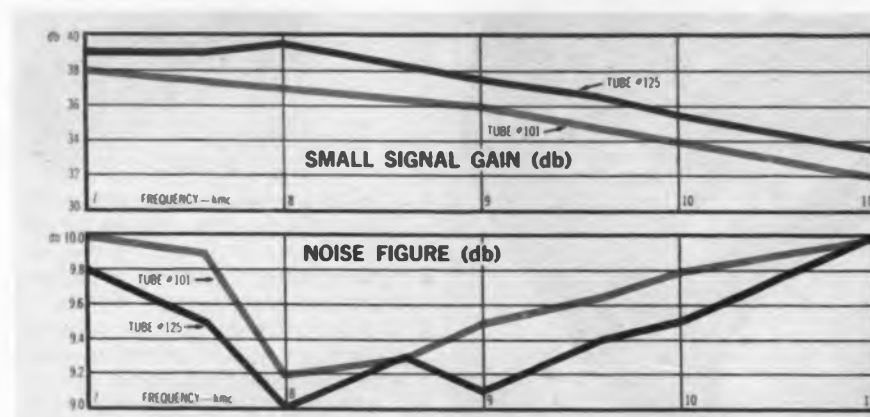 db 40
38
36
34
37
30
TUBE #125
TUBE #101
SMALL SIGNAL GAIN (db)
7 FREQUENCY—kmc 8 9 10 11
db 10.0
9.8
9.6
9.4
9.2
9.0
NOISE FIGURE (db)
TUBE #101
TUBE #125
7 FREQUENCY—kmc 8 9 10